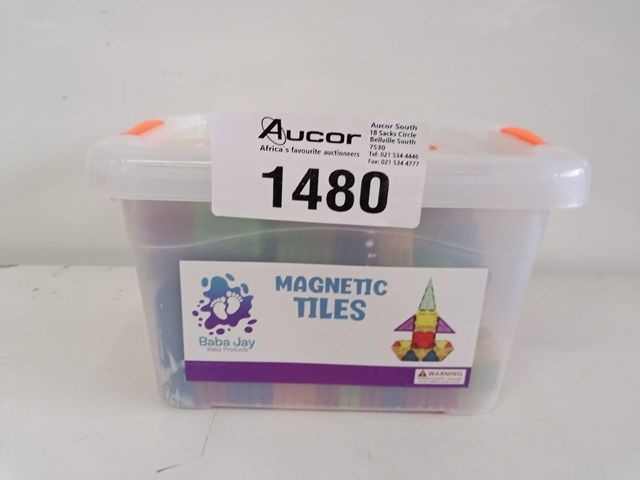 Aucor
Africa's favourite auctioneers
Aucor South
18 Sacks Circle
Bellville South
7530
Tel: 021 534 4446
Fax: 021 534 4777
1480
MAGNETIC
TILES
Baba Jay
Baby Products
WARNING